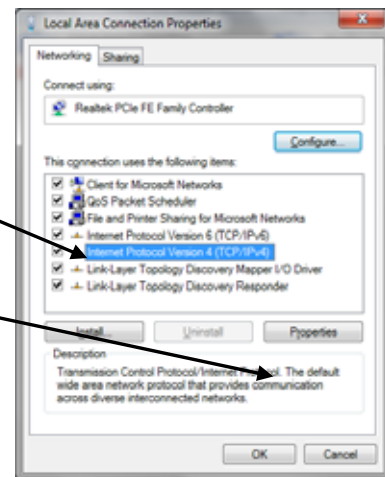 Local Area Connection Properties
Networking Sharing
Connect using:
Realtek PCIe FE Family Controller
Configure...
This connection uses the following items:
Client for Microsoft Networks
QoS Packet Scheduler
File and Printer Sharing for Microsoft Networks
Internet Protocol Version 6 (TCP/IPv6)
Internet Protocol Version 4 (TCP/IPv4)
Link-Layer Topology Discovery Mapper I/O Driver
Link-Layer Topology Discovery Responder
Install... Uninstall Properties
Description
Transmission Control Protocol/Internet Protocol. The default
wide area network protocol that provides communication
across diverse interconnected networks.
OK Cancel